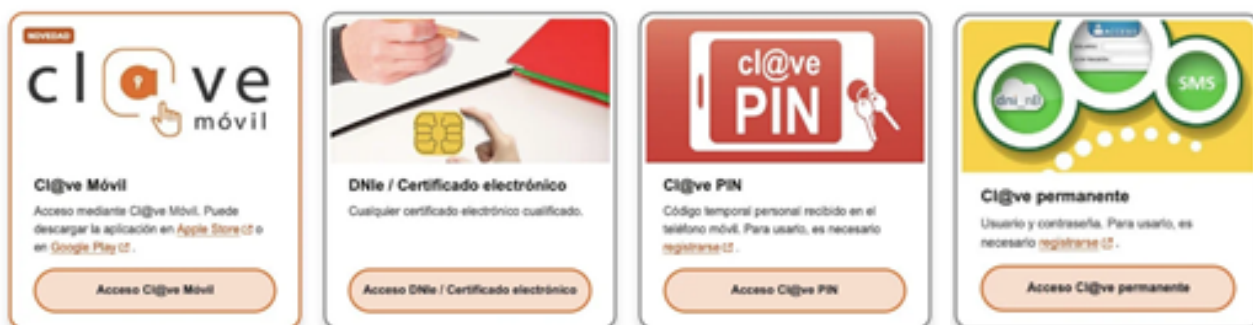 NOVEDAD
cl@ve
móvil
Cl@ve Móvil
Acceso mediante Cl@ve Móvil. Puede
descargar la aplicación en Apple Store o
en Google Play .
Acceso Cl@ve Móvil
DNIe / Certificado electrónico
Cualquier certificado electrónico cualificado.
Acceso DNIe / Certificado electrónico
cl@ve
PIN
Cl@ve PIN
Código temporal personal recibido en el
teléfono móvil. Para usarlo, es necesario
registrarse .
Acceso Cl@ve PIN
ACCESO
dni_nB
SMS
Cl@ve permanente
Usuario y contraseña. Para usarlo, es
necesario registrarse .
Acceso Cl@ve permanente